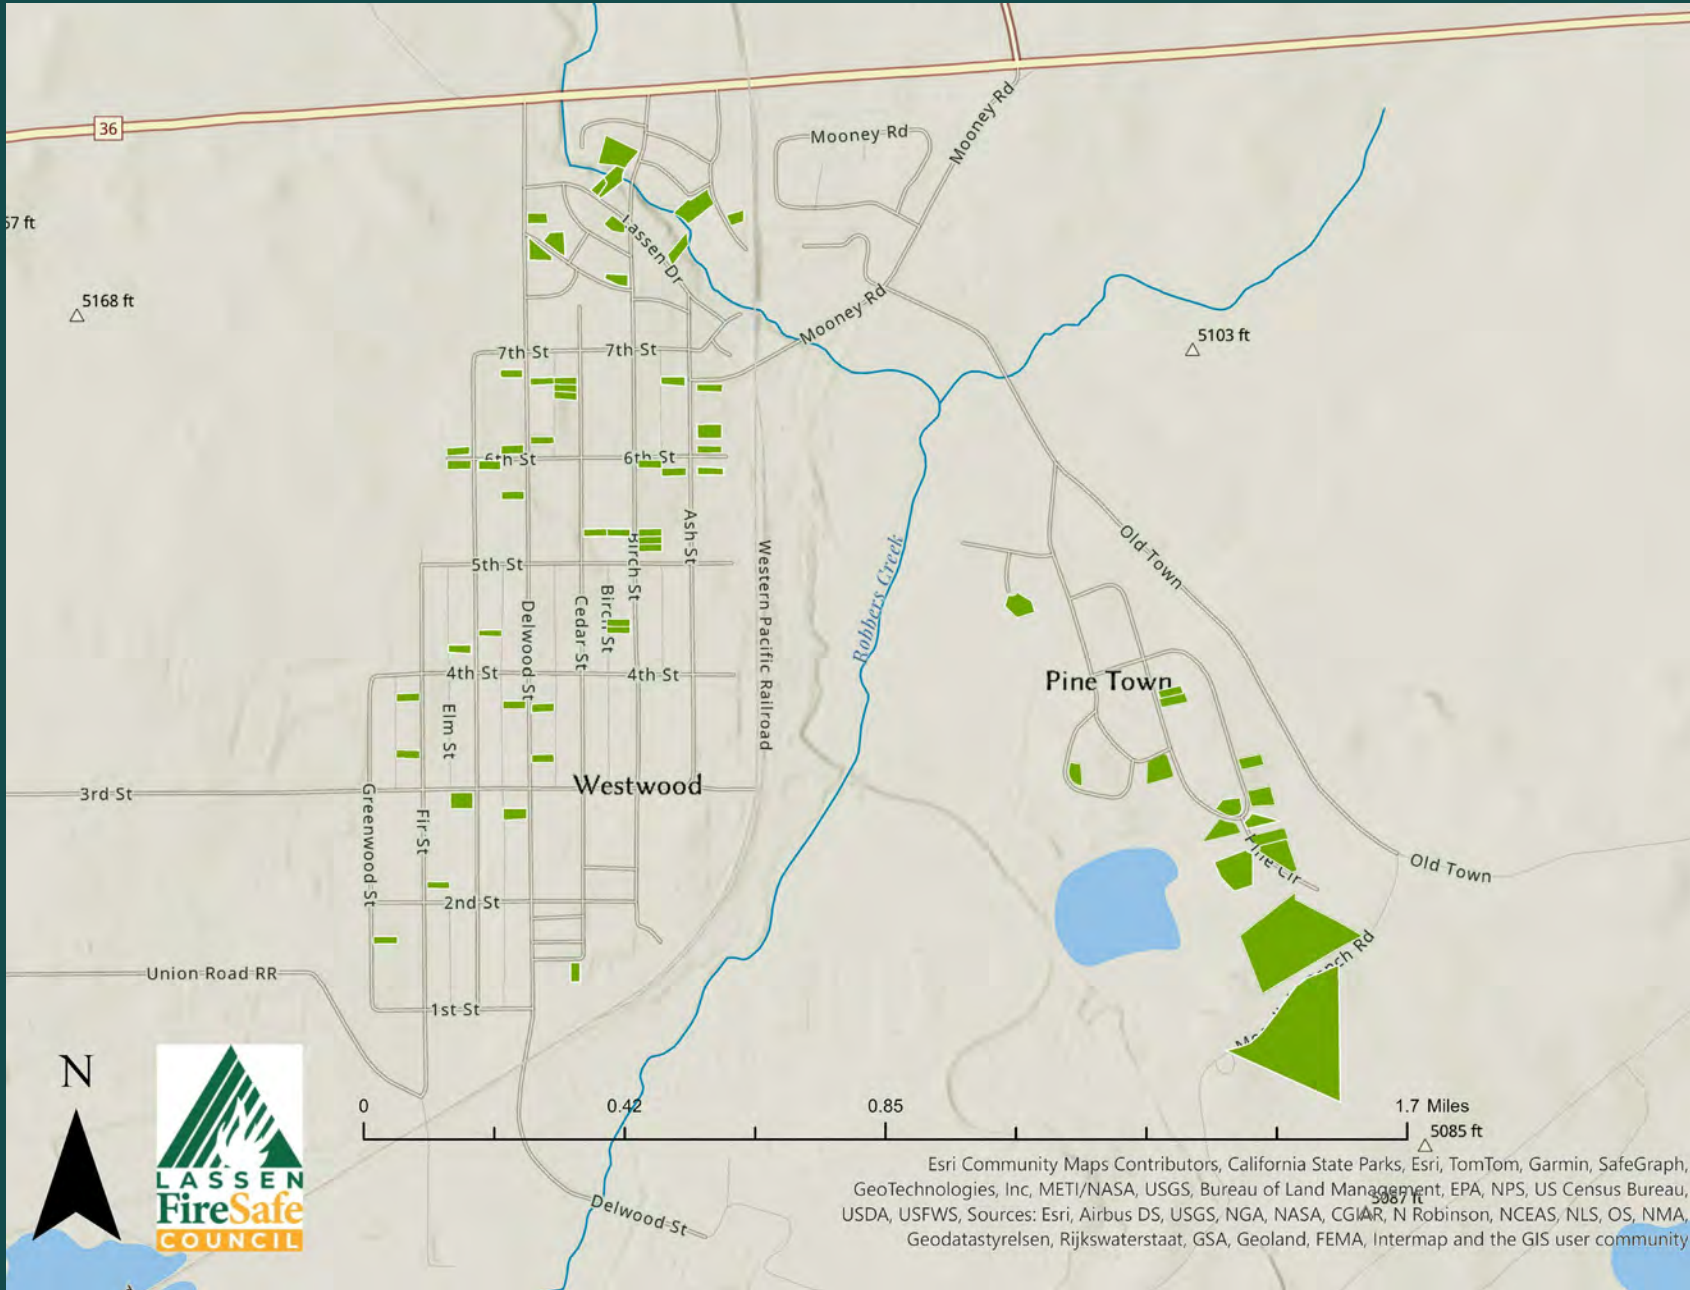 36
Mooney Rd
Mooney Rd
57 ft
Lassen Dr
5168 ft
Mooney Rd
5103 ft
7th St
7th St
6th St
6th St
Ash St
Birch St
Old Town
Western Pacific Railroad
Robbers Creek
5th St
Delwood St
Cedar St
Birch St
4th St
4th St
Pine Town
Elm St
Westwood
3rd St
Greenwood St
Fir St
Pine Cir
Old Town
2nd St
Union Road RR
1st St
N
LASSEN
FireSafe
COUNCIL
0
0.42
0.85
1.7 Miles
5085 ft
Delwood St
5087 ft
Esri Community Maps Contributors, California State Parks, Esri, TomTom, Garmin, SafeGraph,
GeoTechnologies, Inc, METI/NASA, USGS, Bureau of Land Management, EPA, NPS, US Census Bureau,
USDA, USFWS, Sources: Esri, Airbus DS, USGS, NGA, NASA, CGIAR, N Robinson, NCEAS, NLS, OS, NMA,
Geodatastyrelsen, Rijkswaterstaat, GSA, Geoland, FEMA, Intermap and the GIS user community